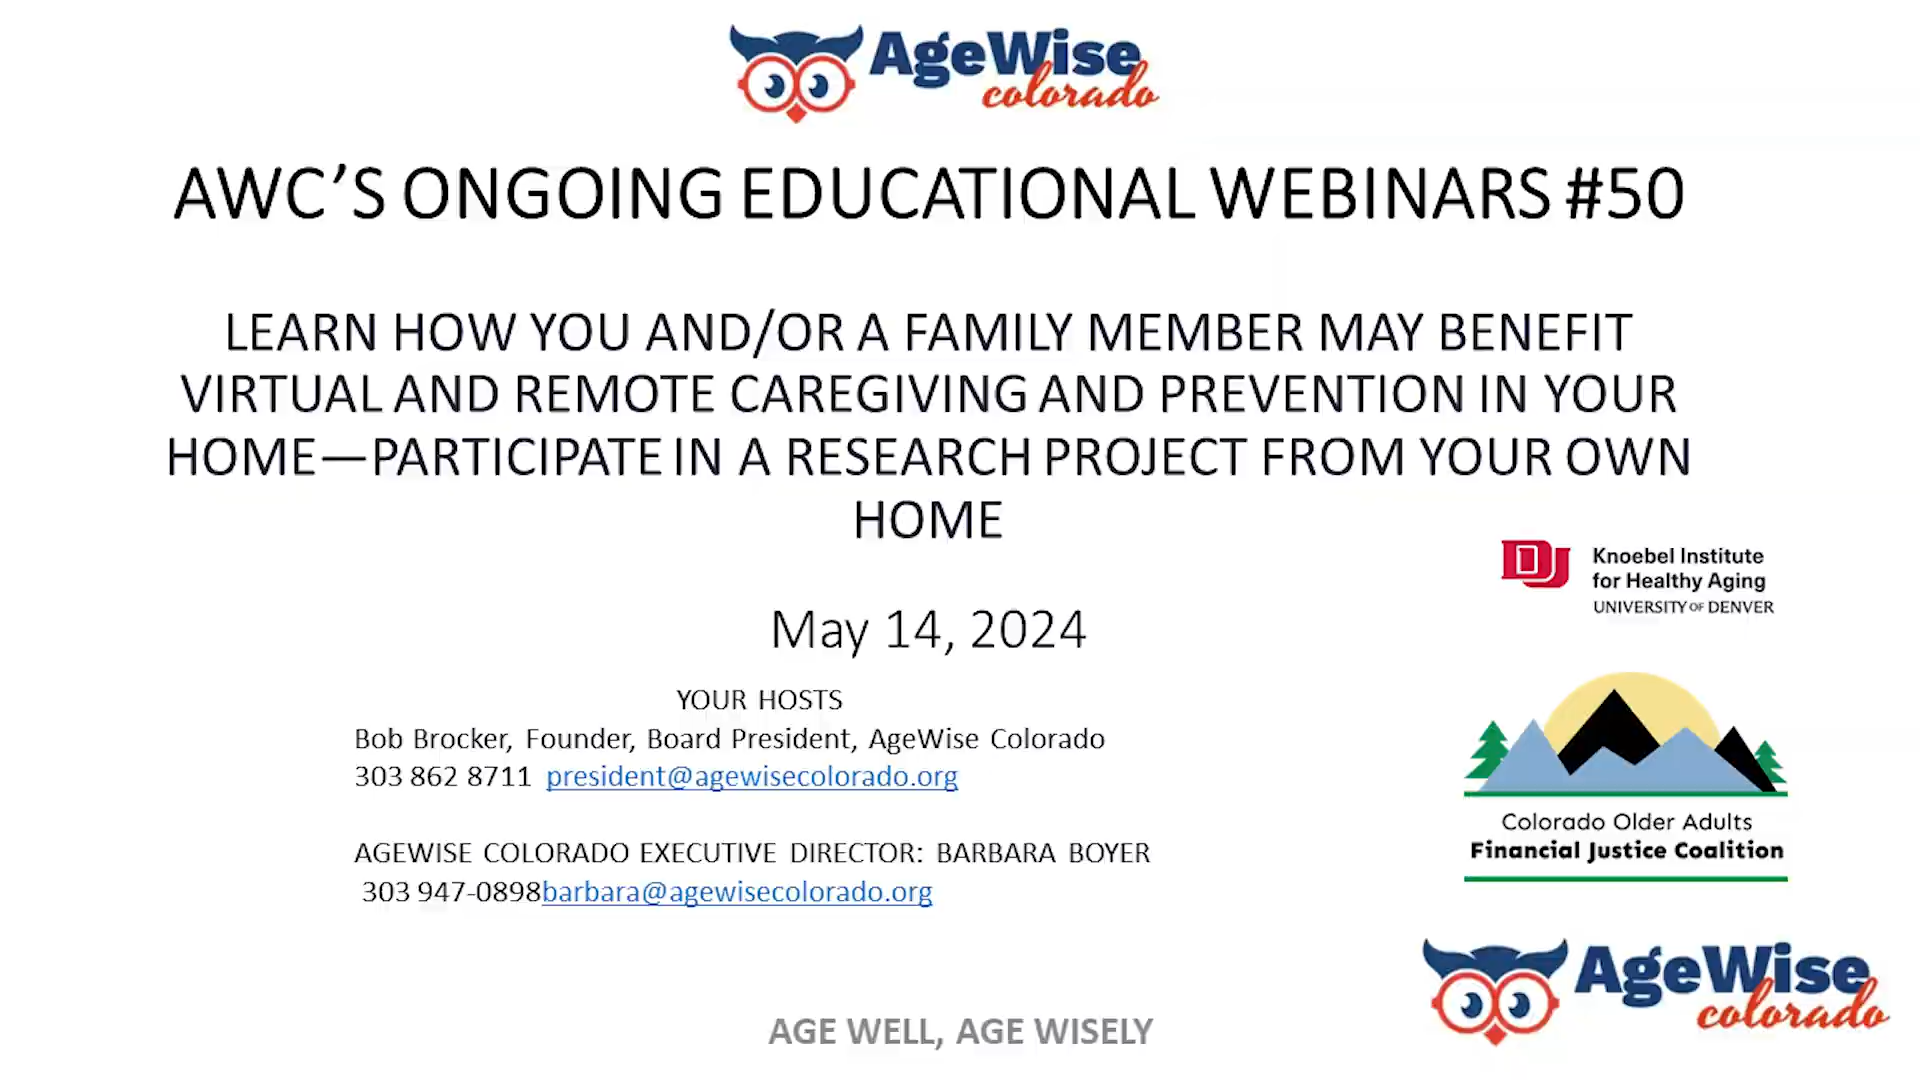 AgeWise
colorado
AWC’S ONGOING EDUCATIONAL WEBINARS #50
LEARN HOW YOU AND/OR A FAMILY MEMBER MAY BENEFIT
VIRTUAL AND REMOTE CAREGIVING AND PREVENTION IN YOUR
HOME—PARTICIPATE IN A RESEARCH PROJECT FROM YOUR OWN
HOME
DU
Knoebel Institute
for Healthy Aging
UNIVERSITY OF DENVER
May 14, 2024
YOUR HOSTS
Bob Brocker, Founder, Board President, AgeWise Colorado
303 862 8711 president@agewisecolorado.org
AGEWISE COLORADO EXECUTIVE DIRECTOR: BARBARA BOYER
303 947-0898barbara@agewisecolorado.org
Colorado Older Adults
Financial Justice Coalition
AgeWise
colorado
AGE WELL, AGE WISELY